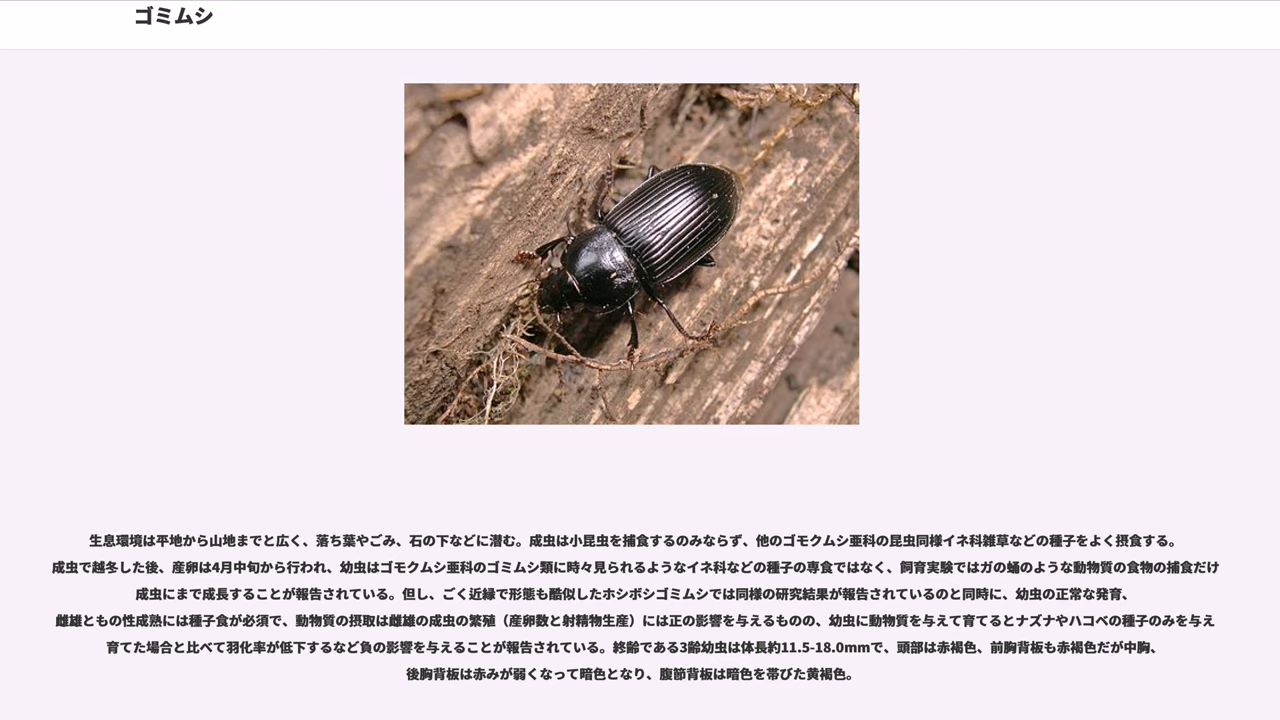 ゴミムシ
生息環境は平地から山地までと広く、落ち葉やごみ、石の下などに潜む。成虫は小昆虫を捕食するのみならず、他のゴモクムシ亜科の昆虫同様イネ科雑草などの種子をよく摂食する。
成虫で越冬した後、産卵は4月中旬から行われ、幼虫はゴモクムシ亜科のゴミムシ類に時々見られるようなイネ科などの種子の専食ではなく、飼育実験ではガの蛹のような動物質の食物の捕食だけ
成虫にまで成長することが報告されている。但し、ごく近縁で形態も酷似したホシボシゴミムシでは同様の研究結果が報告されているのと同時に、幼虫の正常な発育、
雌雄ともの性成熟には種子食が必須で、動物質の摂取は雌雄の成虫の繁殖（産卵数と射精物生産）には正の影響を与えるものの、幼虫に動物質を与えて育てるとナズナやハコベの種子のみを与え
育てた場合と比べて羽化率が低下するなど負の影響を与えることが報告されている。終齢である3齢幼虫は体長約11.5-18.0mmで、頭部は赤褐色、前胸背板も赤褐色だが中胸、
後胸背板は赤みが弱くなって暗色となり、腹節背板は暗色を帯びた黄褐色。